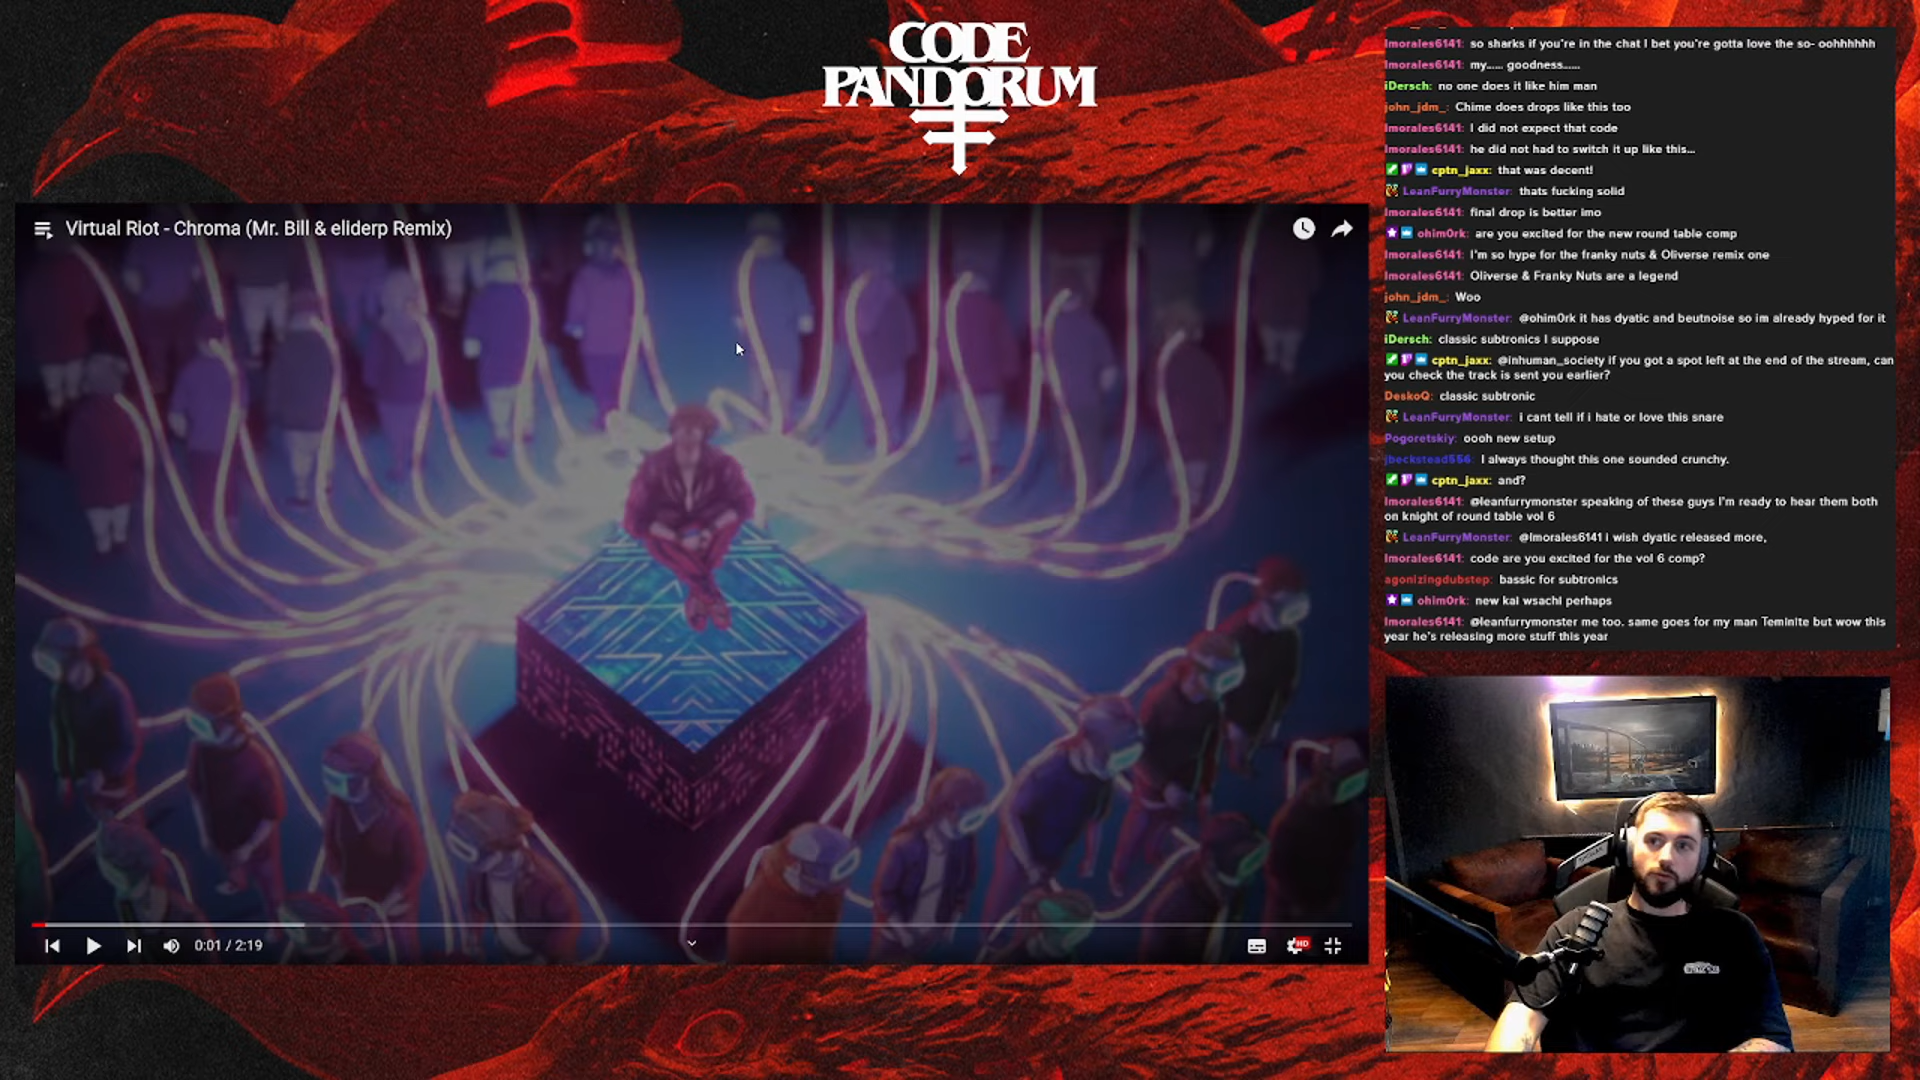 CODE
PANDORUM
Virtual Riot - Chroma (Mr. Bill & eliderp Remix)
0:01 / 2:19
HD
lmorales6141: so sharks if you're in the chat I bet you're gotta love the so- oohhhhhh
lmorales6141: my..... goodness.....
iDersch: no one does it like him man
john_jdm_: Chime does drops like this too
lmorales6141: I did not expect that code
lmorales6141: he did not had to switch it up like this...
cptn_jaxx: that was decent!
LeanFurryMonster: thats fucking solid
lmorales6141: final drop is better imo
ohim0rk: are you excited for the new round table comp
lmorales6141: I'm so hype for the franky nuts & Oliverse remix one
lmorales6141: Oliverse & Franky Nuts are a legend
john_jdm_: Woo
LeanFurryMonster: @ohim0rk it has dyatic and beutnoise so im already hyped for it
iDersch: classic subtronics I suppose
cptn_jaxx: @inhuman_society if you got a spot left at the end of the stream, can
you check the track is sent you earlier?
DeskoQ: classic subtronic
LeanFurryMonster: i cant tell if i hate or love this snare
Pogoretskiy: oooh new setup
jbeckstead556: I always thought this one sounded crunchy.
cptn_jaxx: and?
lmorales6141: @leanfurrymonster speaking of these guys I'm ready to hear them both
on knight of round table vol 6
LeanFurryMonster: @lmorales6141 i wish dyatic released more,
lmorales6141: code are you excited for the vol 6 comp?
agonizingdubstep: bassic for subtronics
ohim0rk: new kai wsachi perhaps
lmorales6141: @leanfurrymonster me too. same goes for my man Teminite but wow this
year he's releasing more stuff this year